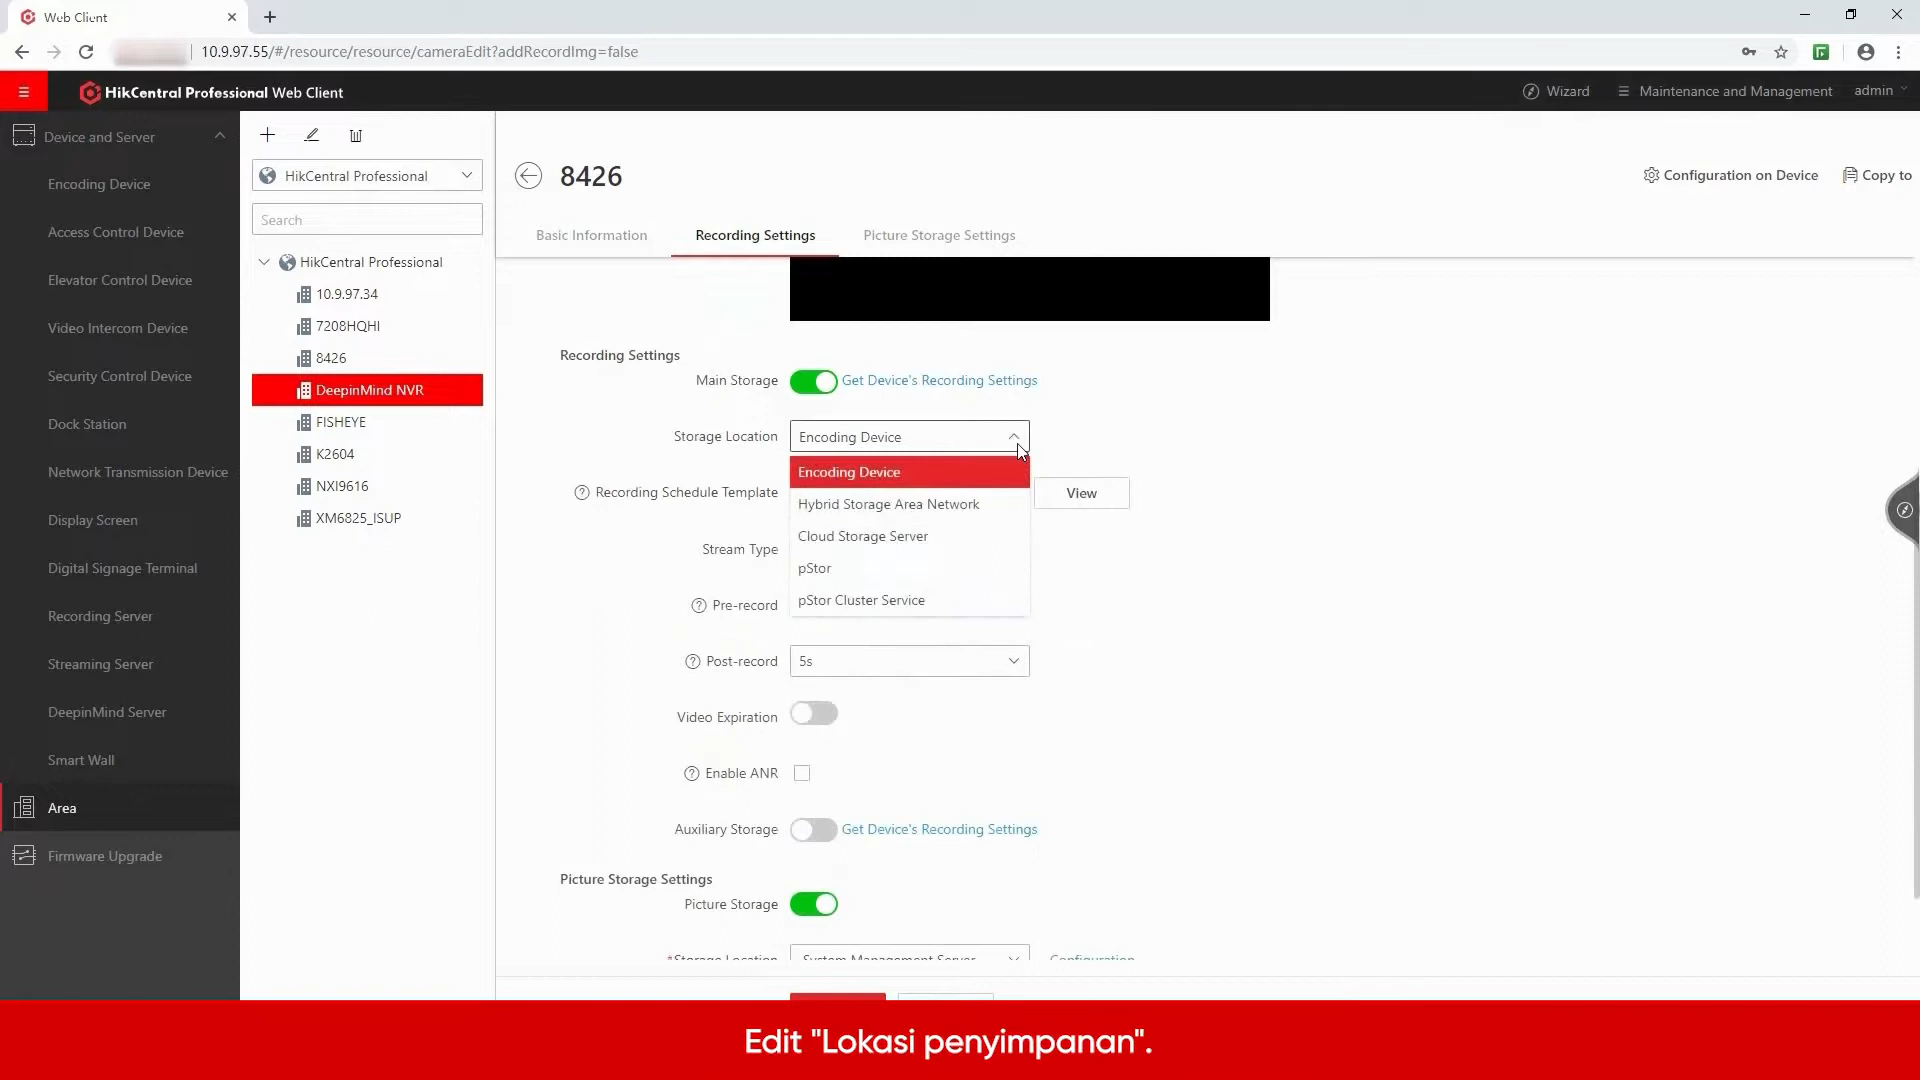 Web Client
10.9.97.55/#/resource/resource/cameraEdit?addRecordImg=false
HikCentral Professional Web Client
Wizard
Maintenance and Management
admin
Device and Server
Encoding Device
Access Control Device
Elevator Control Device
Video Intercom Device
Security Control Device
Dock Station
Network Transmission Device
Display Screen
Digital Signage Terminal
Recording Server
Streaming Server
DeepinMind Server
Smart Wall
Area
Firmware Upgrade
HikCentral Professional
Search
HikCentral Professional
10.9.97.34
7208HQHI
8426
DeepinMind NVR
FISHEYE
K2604
NXI9616
XM6825_ISUP
8426
Configuration on Device
Copy to
Basic Information
Recording Settings
Picture Storage Settings
Recording Settings
Main Storage
Get Device's Recording Settings
Storage Location
Encoding Device
Encoding Device
Hybrid Storage Area Network
Cloud Storage Server
pStor
pStor Cluster Service
Recording Schedule Template
View
Stream Type
Pre-record
Post-record
5s
Video Expiration
Enable ANR
Auxiliary Storage
Get Device's Recording Settings
Picture Storage Settings
Picture Storage
*Storage Location
System Management Server
Configuration
Edit "Lokasi penyimpanan".